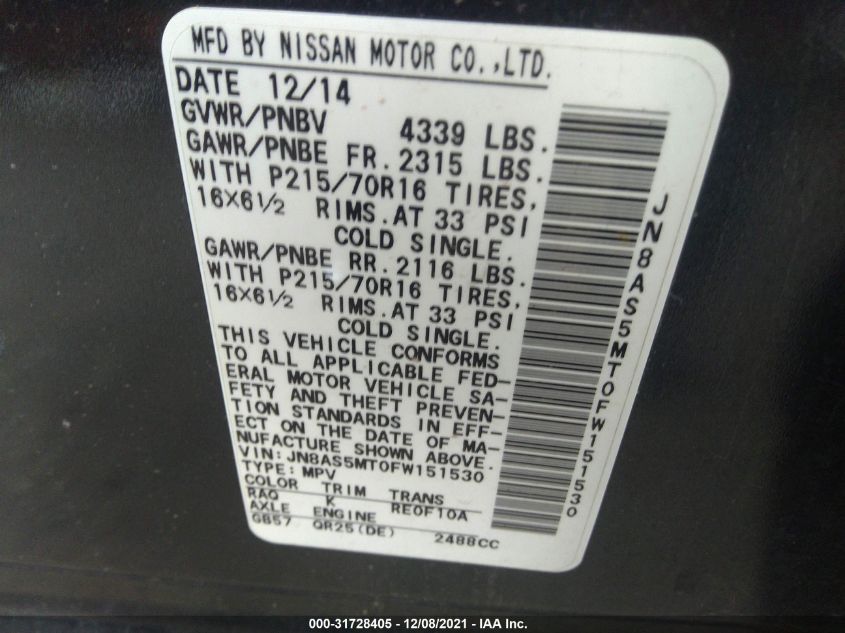 MFD BY NISSAN MOTOR CO.,LTD.
DATE 12/14
GVWR/PNBV 4339 LBS.
GAWR/PNBE FR. 2315 LBS.
WITH P215/70R16 TIRES,
16X6½ RIMS. AT 33 PSI
COLD SINGLE.
GAWR/PNBE RR. 2116 LBS.
WITH P215/70R16 TIRES,
16X6½ RIMS. AT 33 PSI
COLD SINGLE.
THIS VEHICLE CONFORMS
TO ALL APPLICABLE FED-
ERAL MOTOR VEHICLE SA-
FETY AND THEFT PREVEN-
TION STANDARDS IN EFF-
ECT ON THE DATE OF MA-
NUFACTURE SHOWN ABOVE.
VIN: JN8AS5MT0FW151530
TYPE: MPV
COLOR TRIM TRANS
RAQ K RE0F10A
AXLE ENGINE
GB57 QR25(DE) 2488CC
JN8AS5MT0FW151530
000-31728405 - 12/08/2021 - IAA Inc.